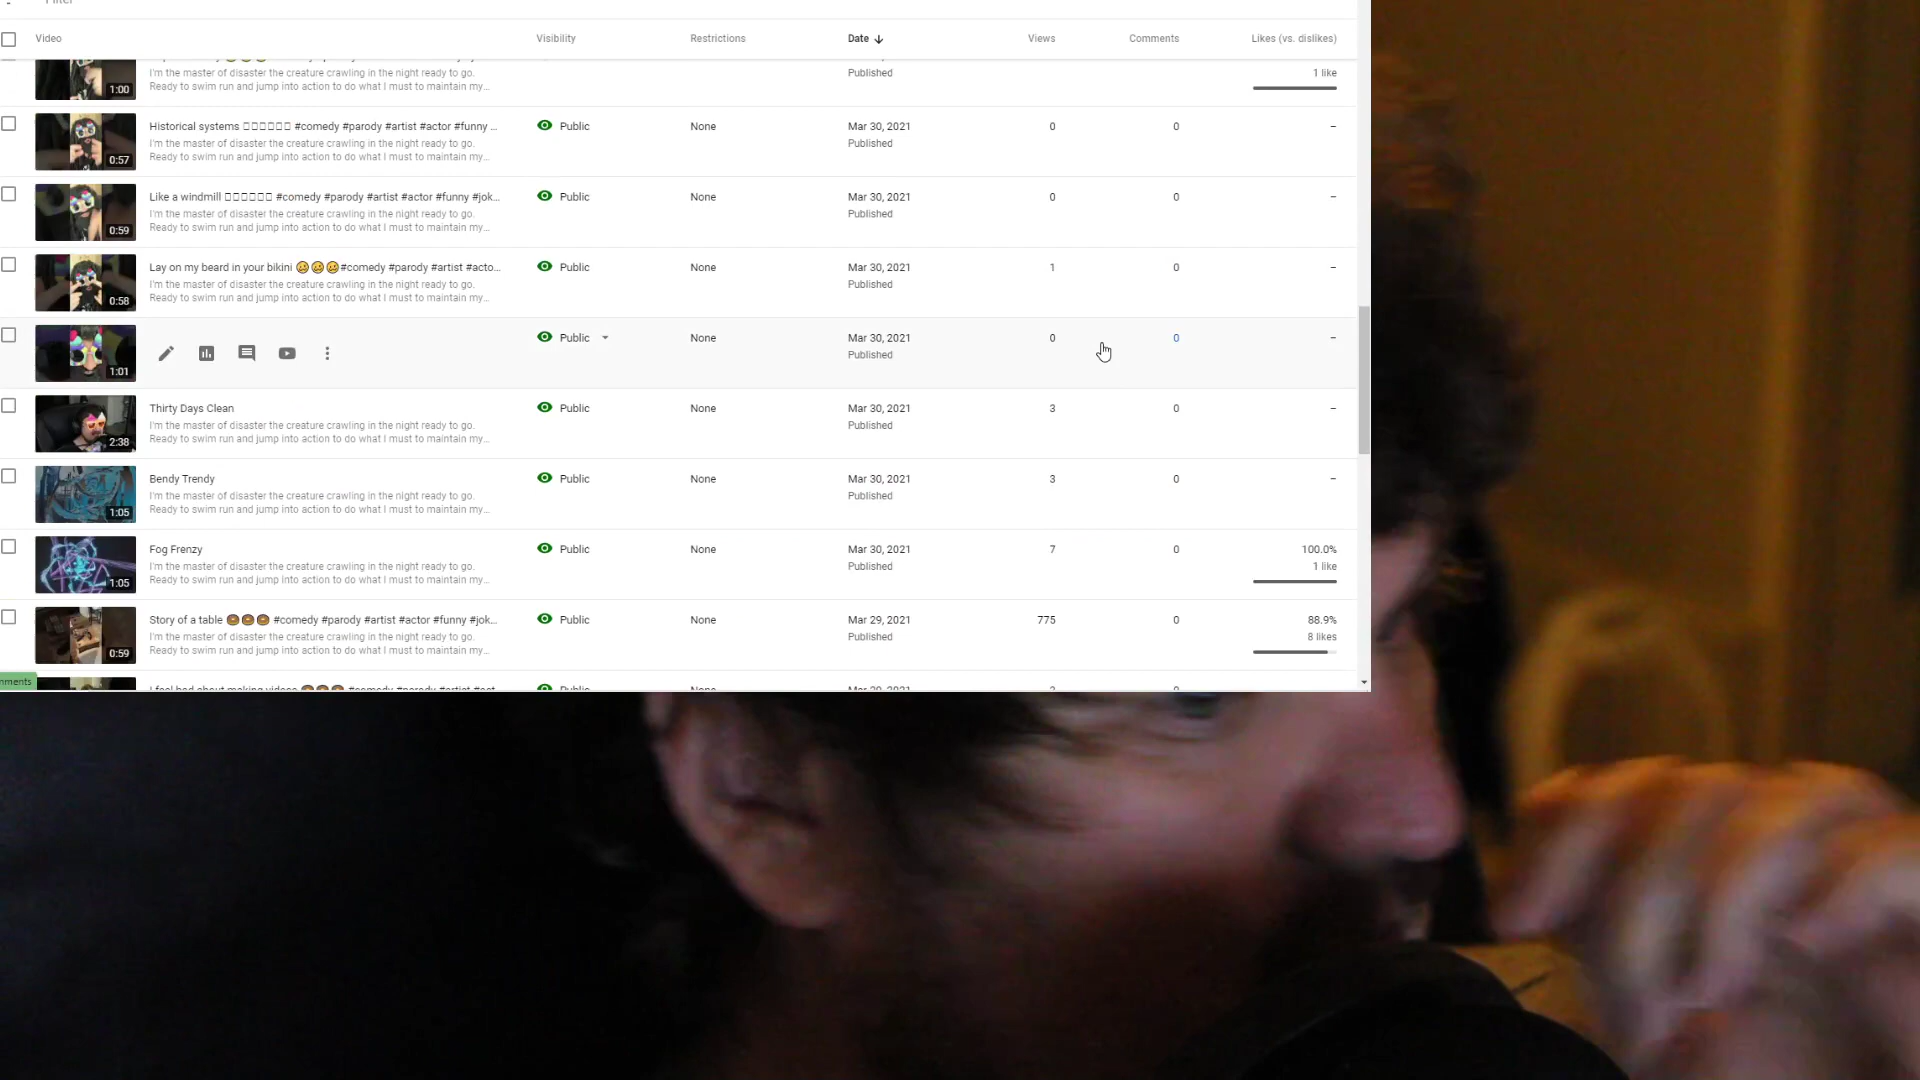 Filter
Video Visibility Restrictions Date Views Comments Likes (vs. dislikes)
I'm the master of disaster the creature crawling in the night ready to go. Published 1 like
1:00 Ready to swim run and jump into action to do what I must to maintain my...
Historical systems □□□□□□ #comedy #parody #artist #actor #funny ... Public None Mar 30, 2021 0 0 –
I'm the master of disaster the creature crawling in the night ready to go. Published
0:57 Ready to swim run and jump into action to do what I must to maintain my...
Like a windmill □□□□□□ #comedy #parody #artist #actor #funny #jok... Public None Mar 30, 2021 0 0 –
I'm the master of disaster the creature crawling in the night ready to go. Published
0:59 Ready to swim run and jump into action to do what I must to maintain my...
Lay on my beard in your bikini 🥴🥴🥴#comedy #parody #artist #acto... Public None Mar 30, 2021 1 0 –
I'm the master of disaster the creature crawling in the night ready to go. Published
0:58 Ready to swim run and jump into action to do what I must to maintain my...
Public None Mar 30, 2021 0 0 –
Published
1:01
Thirty Days Clean Public None Mar 30, 2021 3 0 –
I'm the master of disaster the creature crawling in the night ready to go. Published
2:38 Ready to swim run and jump into action to do what I must to maintain my...
Bendy Trendy Public None Mar 30, 2021 3 0 –
I'm the master of disaster the creature crawling in the night ready to go. Published
1:05 Ready to swim run and jump into action to do what I must to maintain my...
Fog Frenzy Public None Mar 30, 2021 7 0 100.0%
I'm the master of disaster the creature crawling in the night ready to go. Published 1 like
1:05 Ready to swim run and jump into action to do what I must to maintain my...
Story of a table 🍩🍩🍩 #comedy #parody #artist #actor #funny #jok... Public None Mar 29, 2021 775 0 88.9%
I'm the master of disaster the creature crawling in the night ready to go. Published 8 likes
0:59 Ready to swim run and jump into action to do what I must to maintain my...
nments
I feel bad about making videos 🍩🍩🍩 #comedy #parody #artist #act... Public None Mar 29, 2021